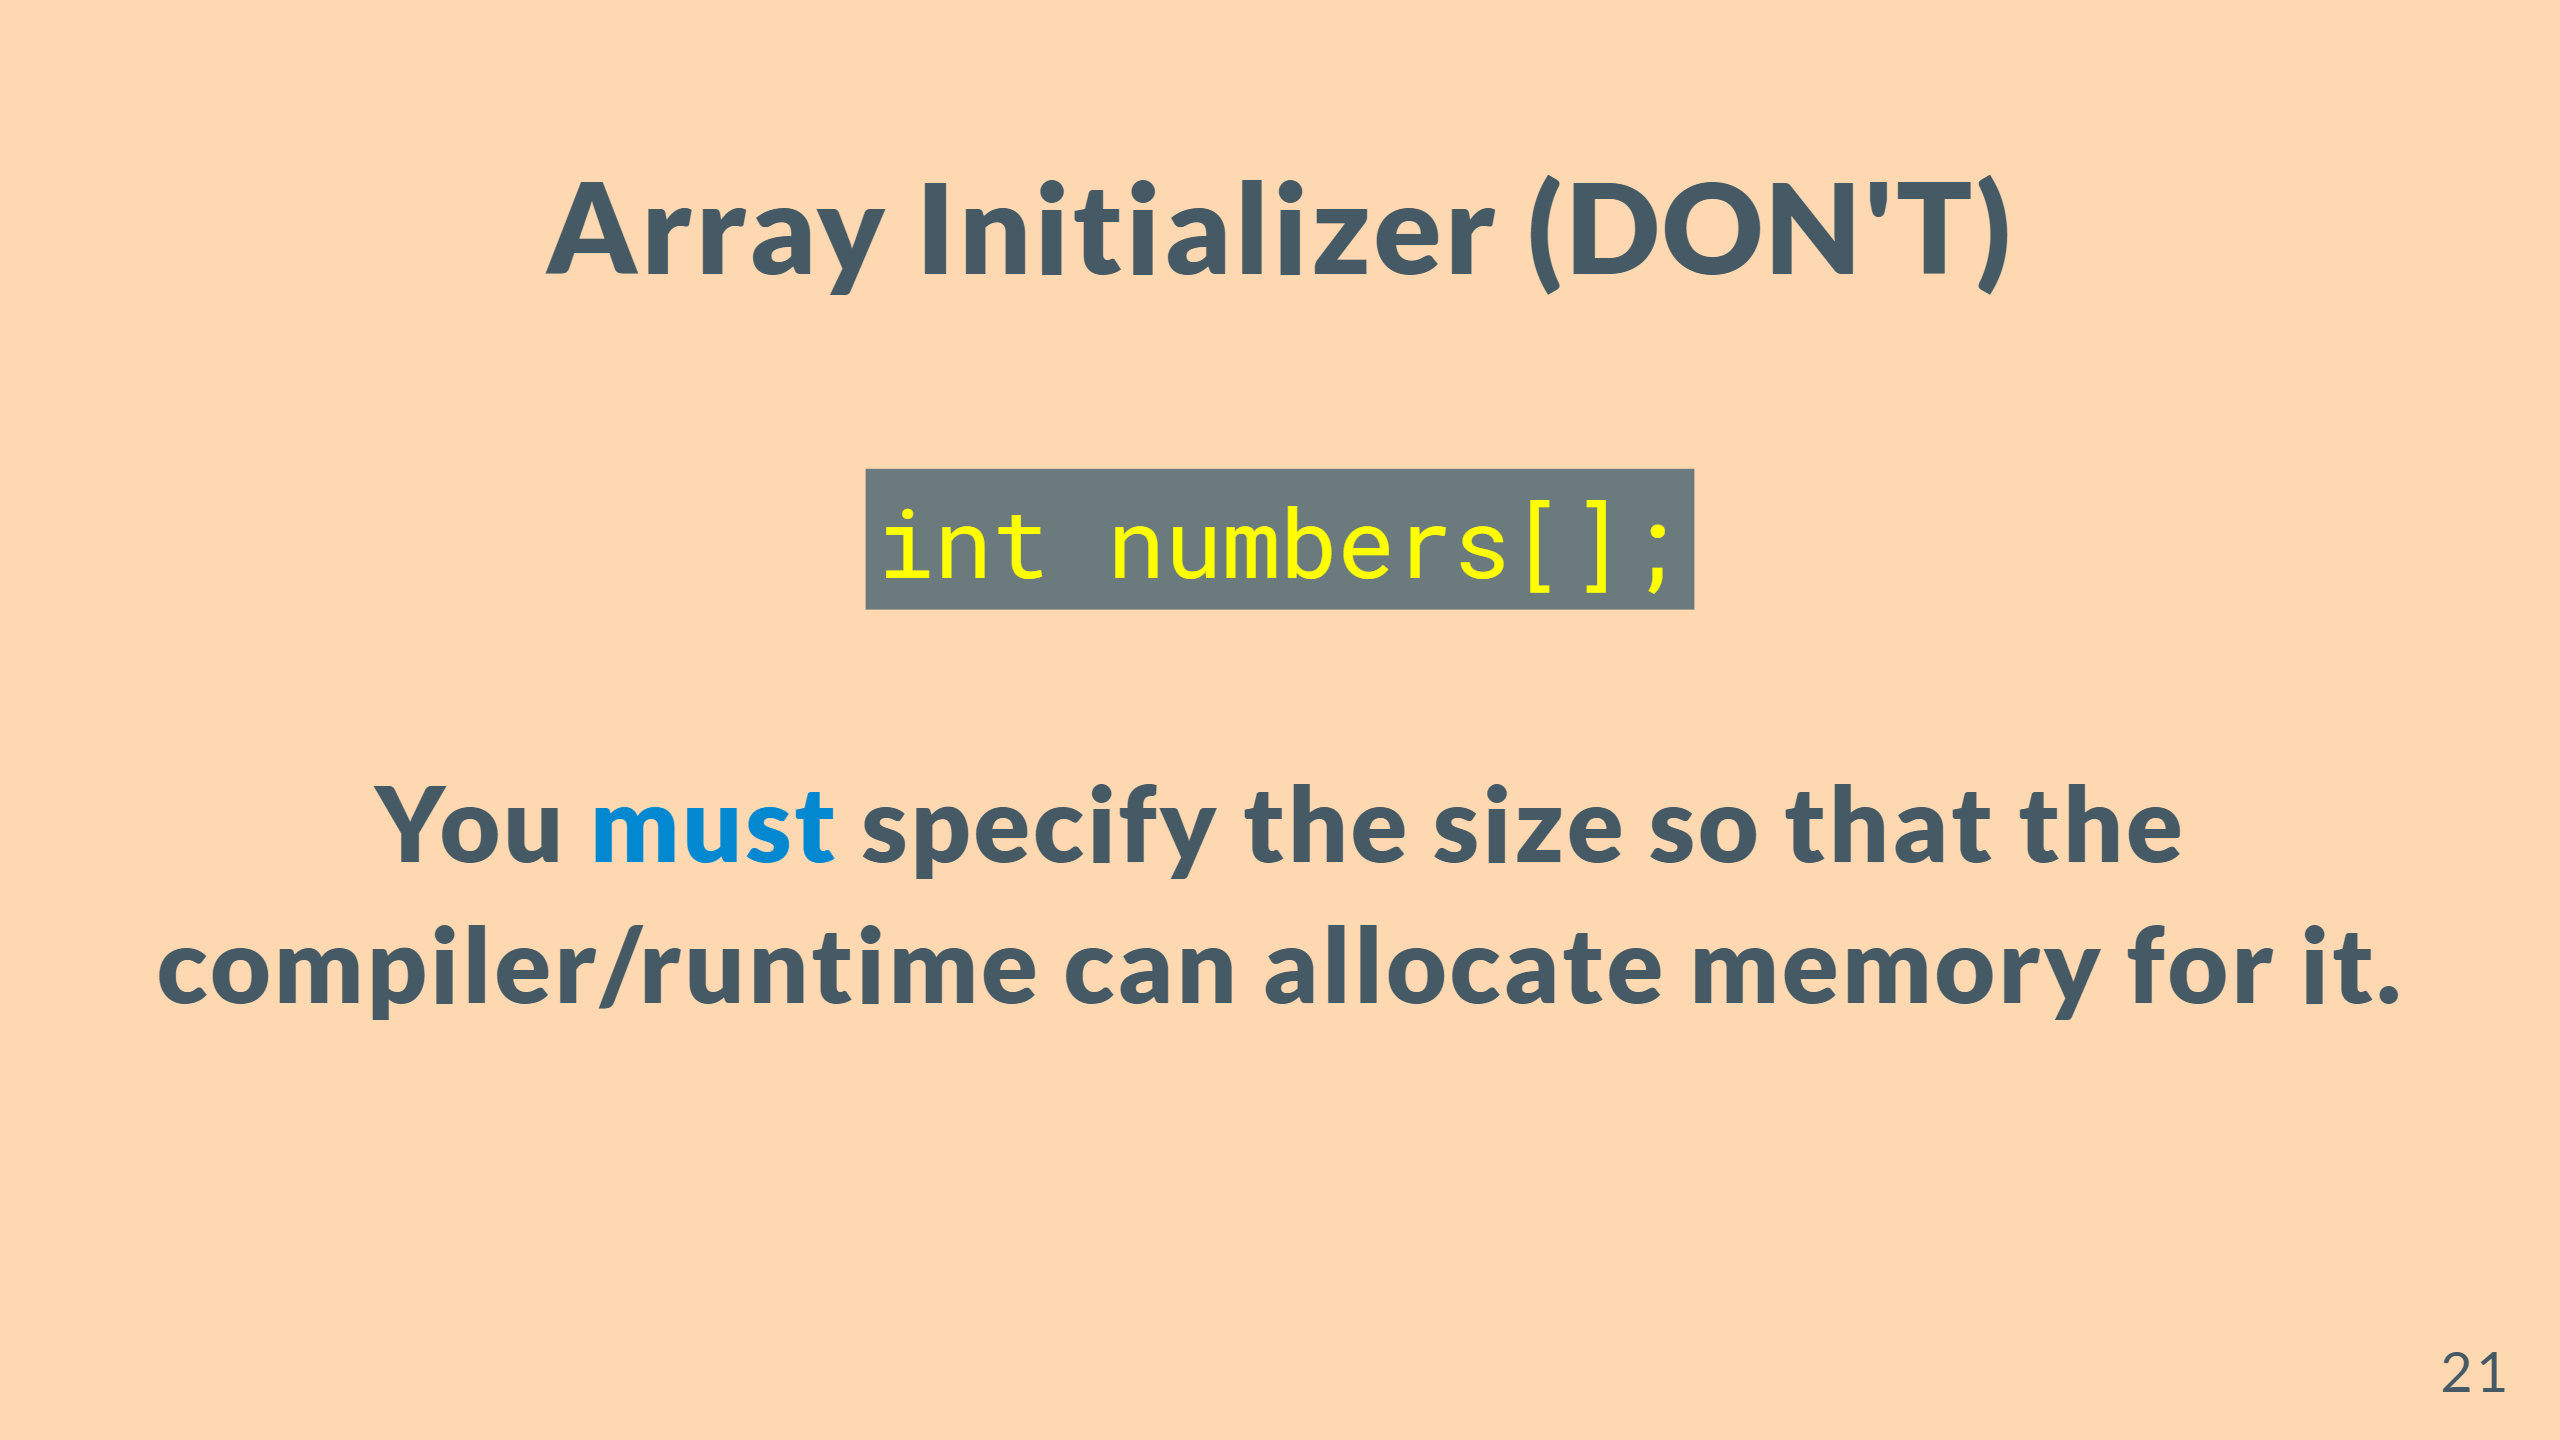 Array Initializer (DON'T)
int numbers[];
You must specify the size so that the
compiler/runtime can allocate memory for it.
21